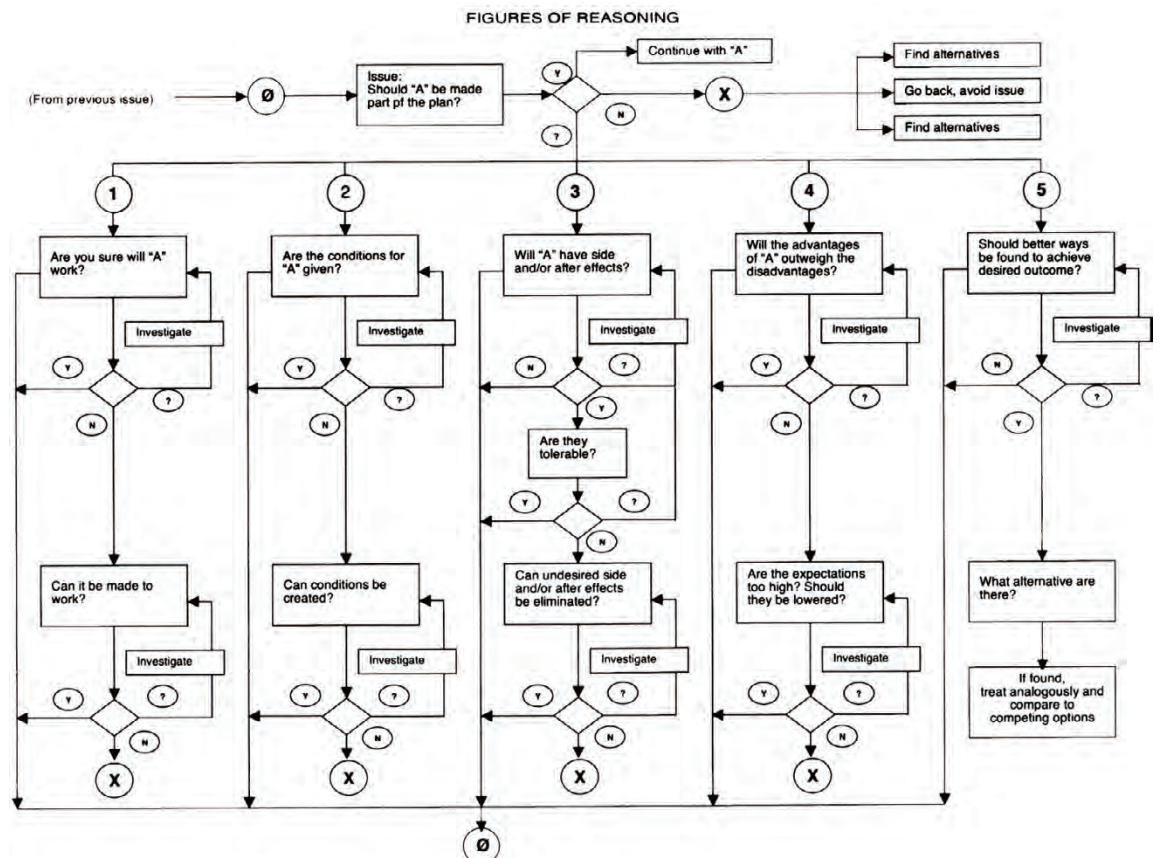 FIGURES OF REASONING
Continue with "A"
Find alternatives
(From previous issue)
Ø
Issue:
Should "A" be made
part pf the plan?
Y
N
?
X
Go back, avoid issue
Find alternatives
1
2
3
4
5
Are you sure will "A"
work?
Investigate
Y
?
N
Can it be made to
work?
Investigate
Y
?
N
X
Are the conditions for
"A" given?
Investigate
Y
?
N
Can conditions be
created?
Investigate
Y
?
N
X
Will "A" have side
and/or after effects?
Investigate
N
?
Y
Are they
tolerable?
Y
?
N
Can undesired side
and/or after effects
be eliminated?
Investigate
Y
?
N
X
Will the advantages
of "A" outweigh the
disadvantages?
Investigate
Y
?
N
Are the expectations
too high? Should
they be lowered?
Investigate
Y
?
N
X
Should better ways
be found to achieve
desired outcome?
Investigate
N
?
Y
What alternative are
there?
If found,
treat analogously and
compare to
competing options
Ø